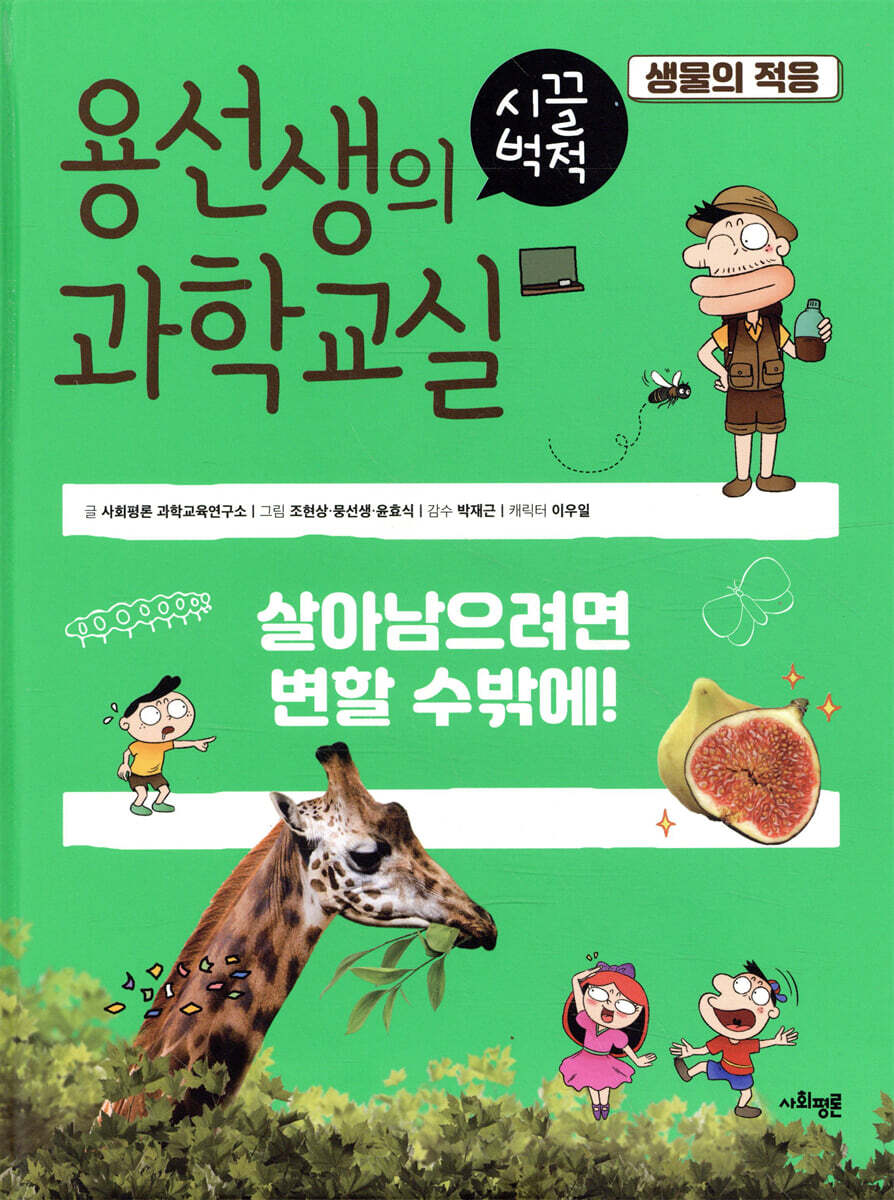 생물의 적응
시끌
벅적
용선생의
과학교실
글 사회평론 과학교육연구소 | 그림 조현상·뭉선생·윤효식 | 감수 박재근 | 캐릭터 이우일
살아남으려면
변할 수밖에!
사회평론